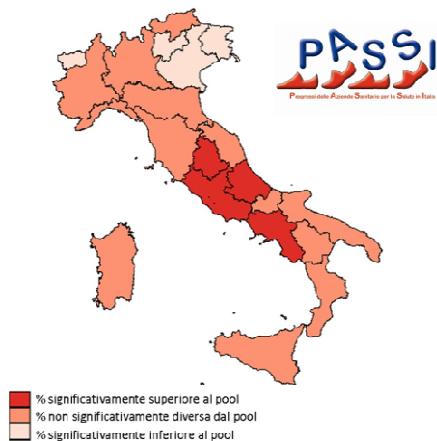 PASSI
Progressi delle Aziende Sanitarie per la Salute in Italia
% significativamente superiore al pool
% non significativamente diversa dal pool
% significativamente inferiore al pool